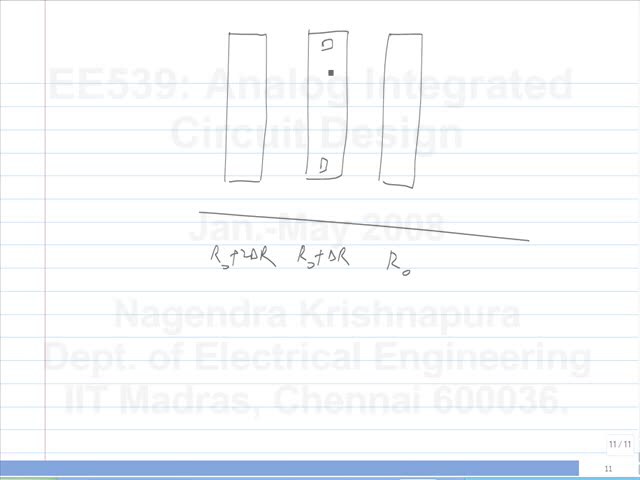 EE539: Analog Integrated
Circuit Design
Jan.-May 2008
R₀+2ΔR R₀+ΔR R₀
Nagendra Krishnapura
Dept. of Electrical Engineering
IIT Madras, Chennai 600036.
11 / 11
11